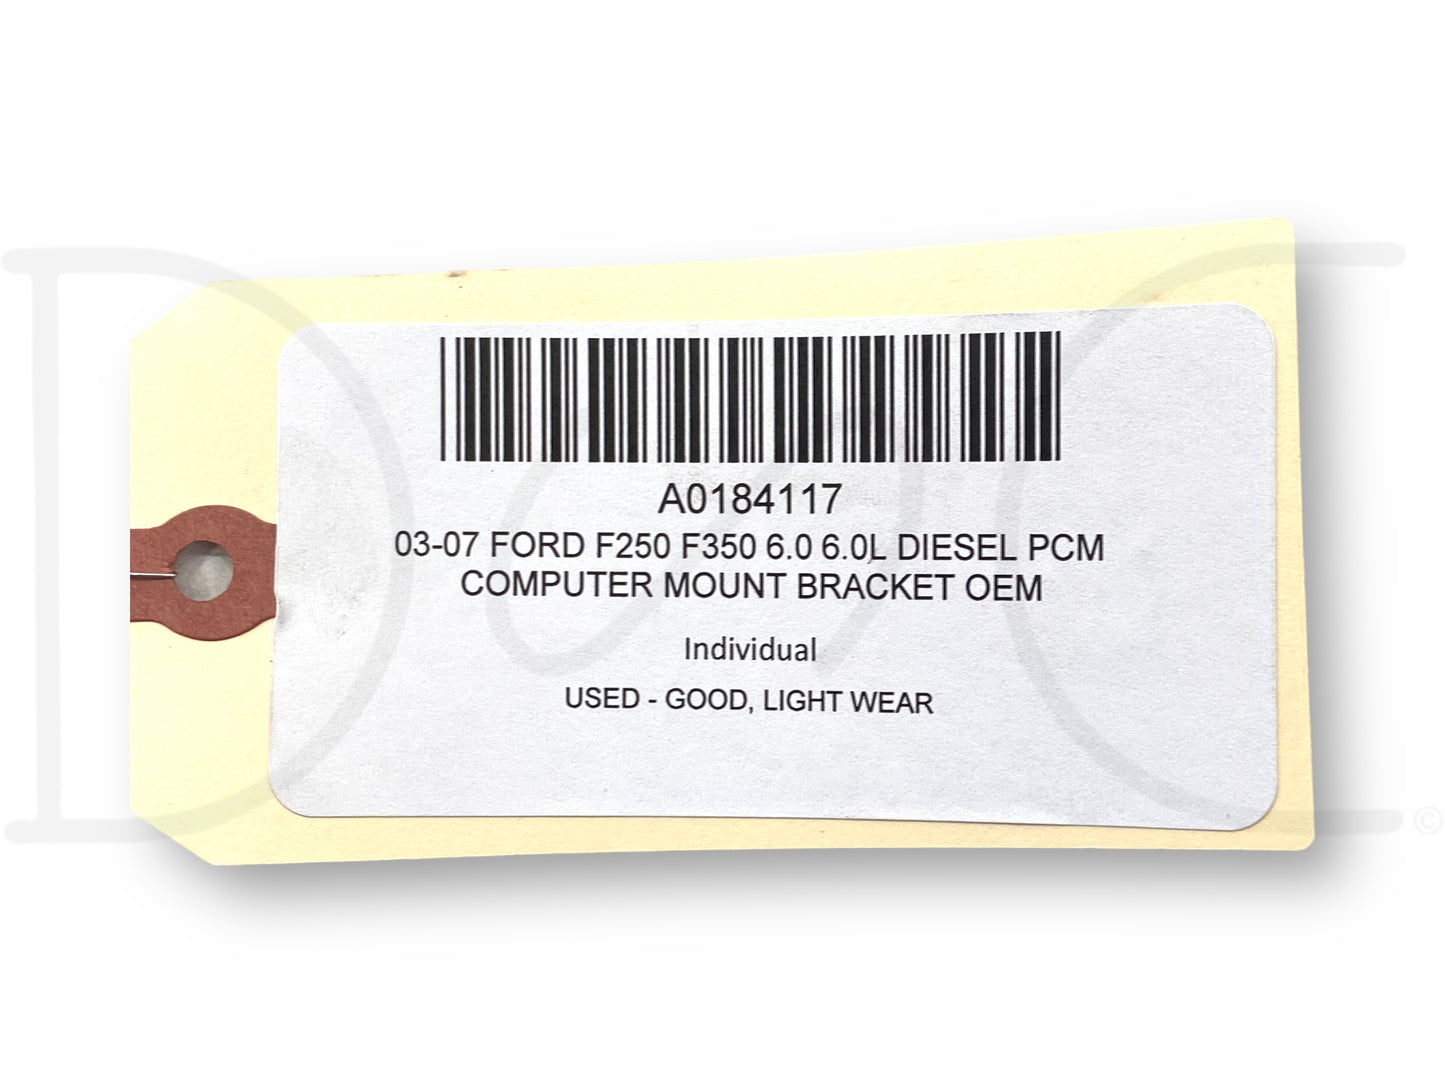 A0184117
03-07 FORD F250 F350 6.0 6.0L DIESEL PCM
COMPUTER MOUNT BRACKET OEM
Individual
USED - GOOD, LIGHT WEAR
©